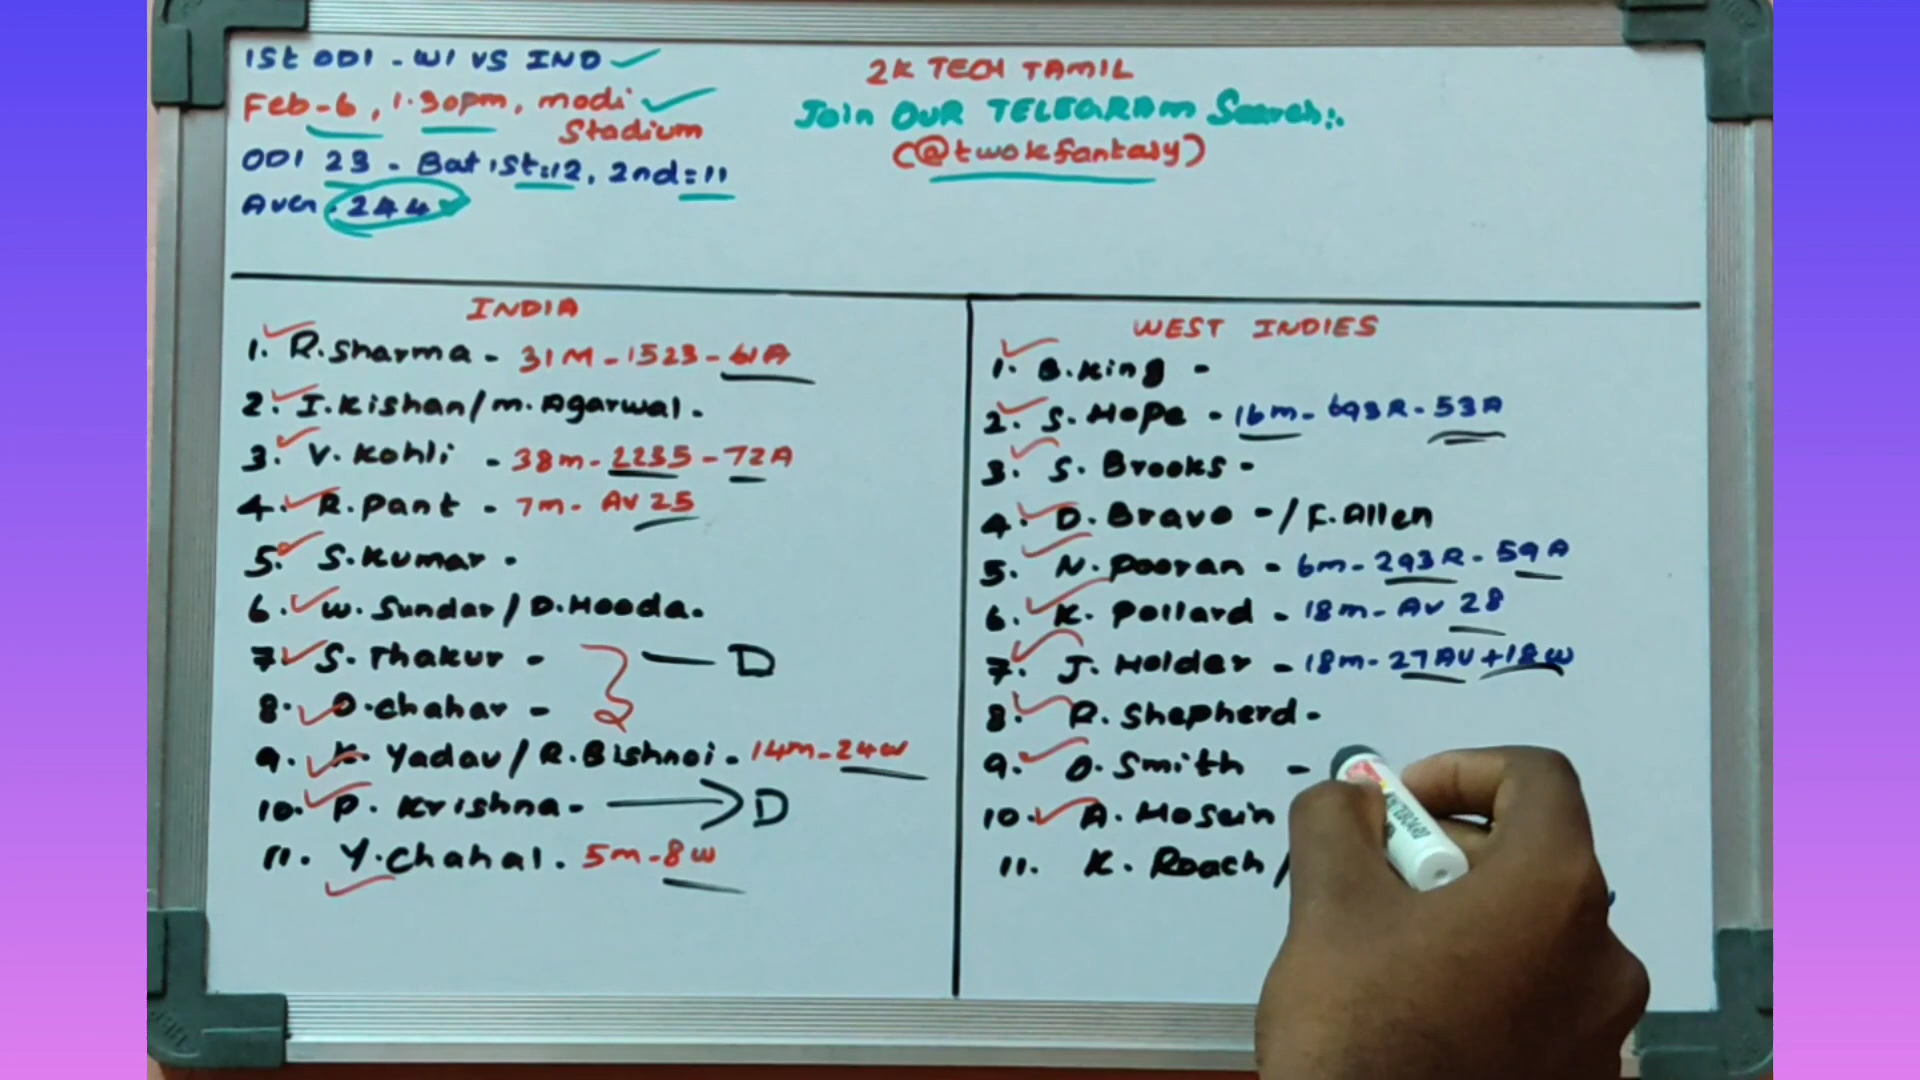 1St ODI - WI VS IND
Feb-6, 1.30pm, modi Stadium
ODI 23 - Bat 1St:12, 2nd=11
Aver. 244
2K TECH TAMIL
Join OUR TELEGRAM Search:.
(@twokfantasy)
INDIA
1. R.Sharma - 31M-1523-61A
2. I.Kishan/M.Agarwal.
3. V.Kohli - 38m-2235-72A
4. R.Pant - 7m- AV 25
5. S.Kumar.
6. W.Sundar/D.Hooda.
7. S.Thakur - — D
8. D.chahar -
9. K. Yadav/R.Bishnoi. 14m-24w
10. P. Krishna. → D
11. Y.Chahal. 5m-8w
WEST INDIES
1. B.King -
2. S.Hope - 16m-693R-53A
3. S. Brooks -
4. D.Bravo -/F.Allen
5. N.Pooran - 6m-293R-59A
6. K. Pollard - 18m-AV 28
7. J. Holder - 18m-27AV+18w
8. R.Shepherd-
9. O.Smith -
10. A.Hosein
11. K. Roach/